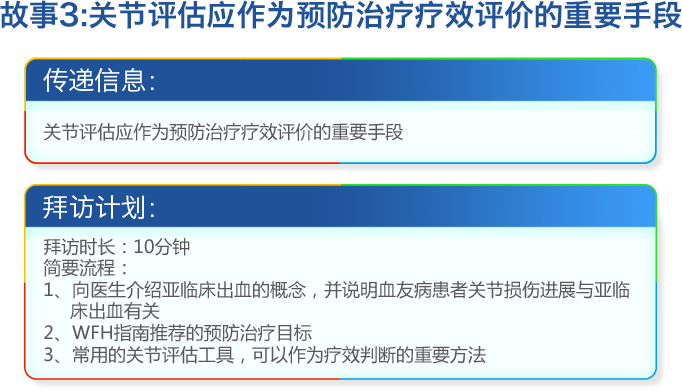 故事3:关节评估应作为预防治疗疗效评价的重要手段
传递信息：
关节评估应作为预防治疗疗效评价的重要手段
拜访计划：
拜访时长：10分钟
简要流程：
1、向医生介绍亚临床出血的概念，并说明血友病患者关节损伤进展与亚临
床出血有关
2、WFH指南推荐的预防治疗目标
3、常用的关节评估工具，可以作为疗效判断的重要方法